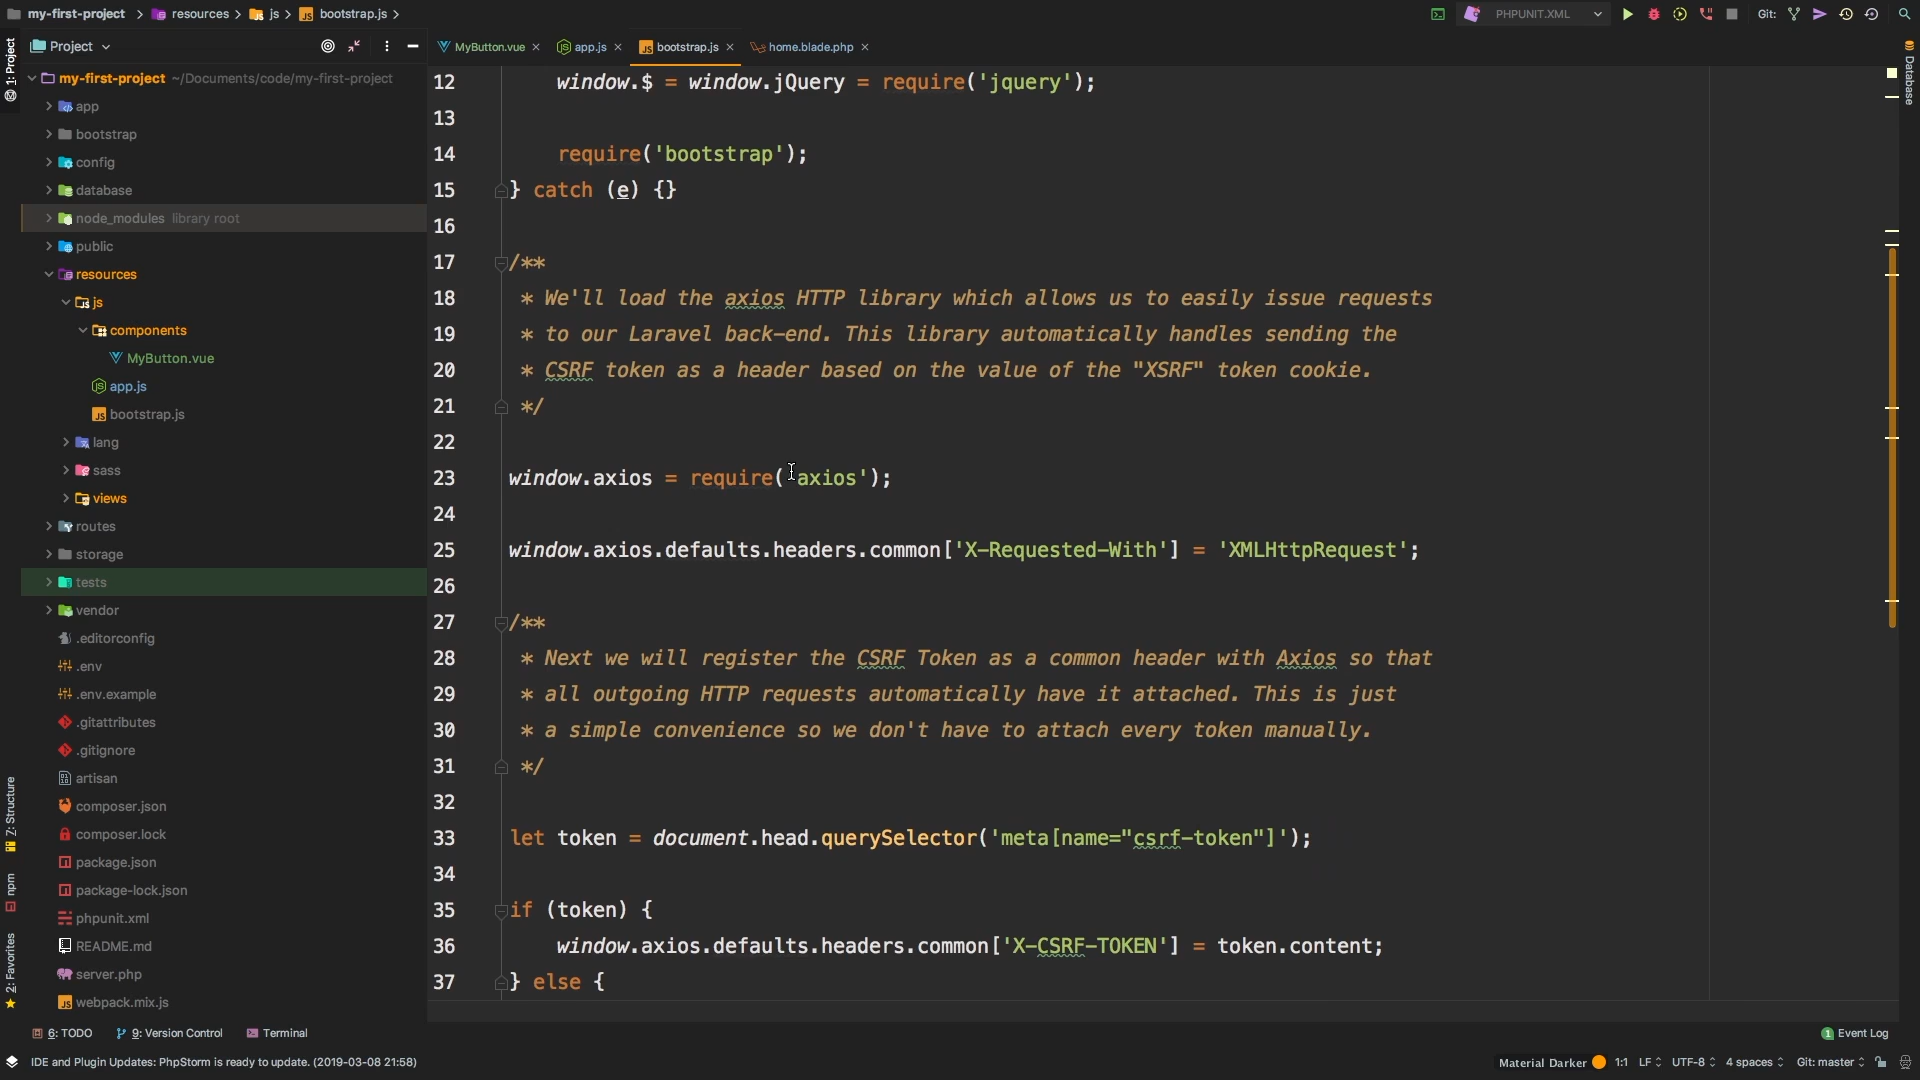 my-first-project resources js bootstrap.js
PHPUNIT.XML
Git:
Project
MyButton.vue app.js bootstrap.js home.blade.php
1: Project
my-first-project ~/Documents/code/my-first-project
app
bootstrap
config
database
node_modules library root
public
resources
js
components
MyButton.vue
app.js
bootstrap.js
lang
sass
views
routes
storage
tests
vendor
.editorconfig
.env
.env.example
.gitattributes
.gitignore
artisan
composer.json
composer.lock
package.json
package-lock.json
phpunit.xml
README.md
server.php
webpack.mix.js
Z: Structure
npm
2: Favorites
12 window.$ = window.jQuery = require('jquery');
13
14 require('bootstrap');
15 } catch (e) {}
16
17 /**
18 * We'll load the axios HTTP library which allows us to easily issue requests
19 * to our Laravel back-end. This library automatically handles sending the
20 * CSRF token as a header based on the value of the "XSRF" token cookie.
21 */
22
23 window.axios = require('axios');
24
25 window.axios.defaults.headers.common['X-Requested-With'] = 'XMLHttpRequest';
26
27 /**
28 * Next we will register the CSRF Token as a common header with Axios so that
29 * all outgoing HTTP requests automatically have it attached. This is just
30 * a simple convenience so we don't have to attach every token manually.
31 */
32
33 let token = document.head.querySelector('meta[name="csrf-token"]');
34
35 if (token) {
36 window.axios.defaults.headers.common['X-CSRF-TOKEN'] = token.content;
37 } else {
Database
6: TODO 9: Version Control Terminal
1 Event Log
IDE and Plugin Updates: PhpStorm is ready to update. (2019-03-08 21:58)
Material Darker 1:1 LF UTF-8 4 spaces Git: master